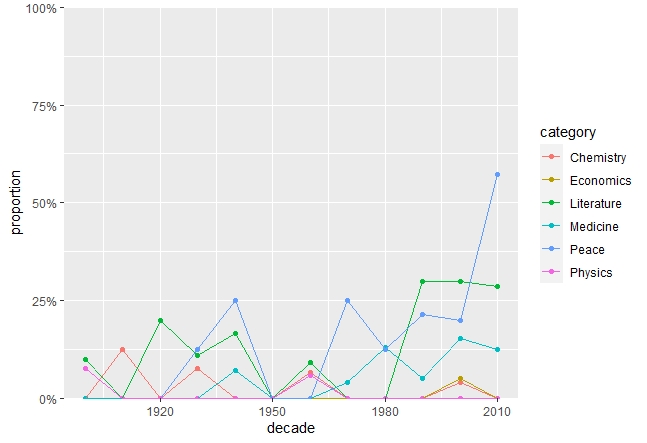 100%
75%
50%
25%
0%
proportion
1920
1950
1980
2010
decade
category
Chemistry
Economics
Literature
Medicine
Peace
Physics